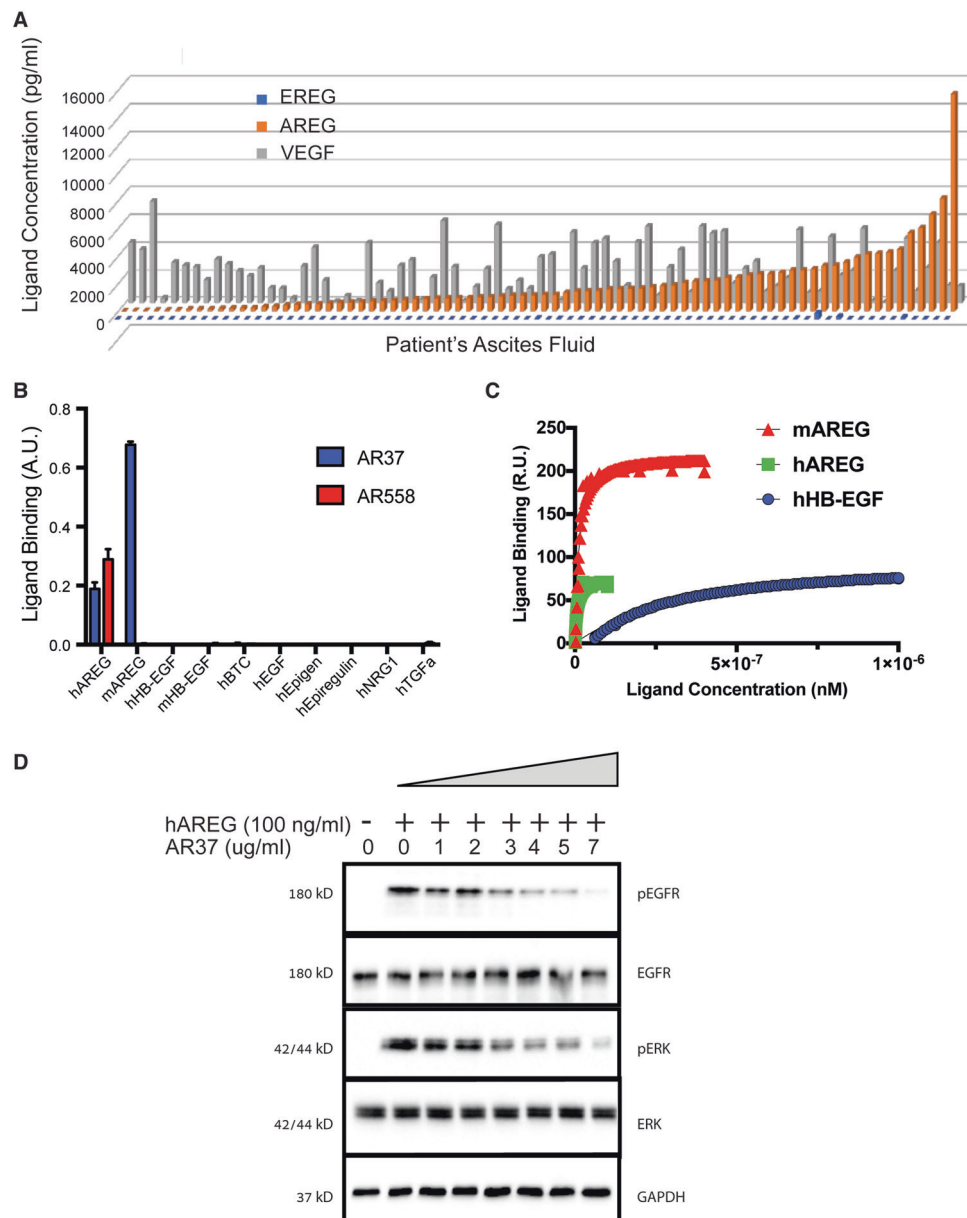 A
Ligand Concentration (pg/ml)
16000
14000
12000
10000
8000
6000
4000
2000
0
EREG
AREG
VEGF
Patient's Ascites Fluid
B
Ligand Binding (A.U.)
0.8
0.6
0.4
0.2
0.0
AR37
AR558
hAREG
mAREG
hHB-EGF
mHB-EGF
hBTC
hEGF
hEpigen
hEpiregulin
hNRG1
hTGFa
C
Ligand Binding (R.U.)
250
200
150
100
50
0
mAREG
hAREG
hHB-EGF
0 5×10-7 1×10-6
Ligand Concentration (nM)
D
hAREG (100 ng/ml) - + + + + + + +
AR37 (ug/ml) 0 0 1 2 3 4 5 7
180 kD pEGFR
180 kD EGFR
42/44 kD pERK
42/44 kD ERK
37 kD GAPDH